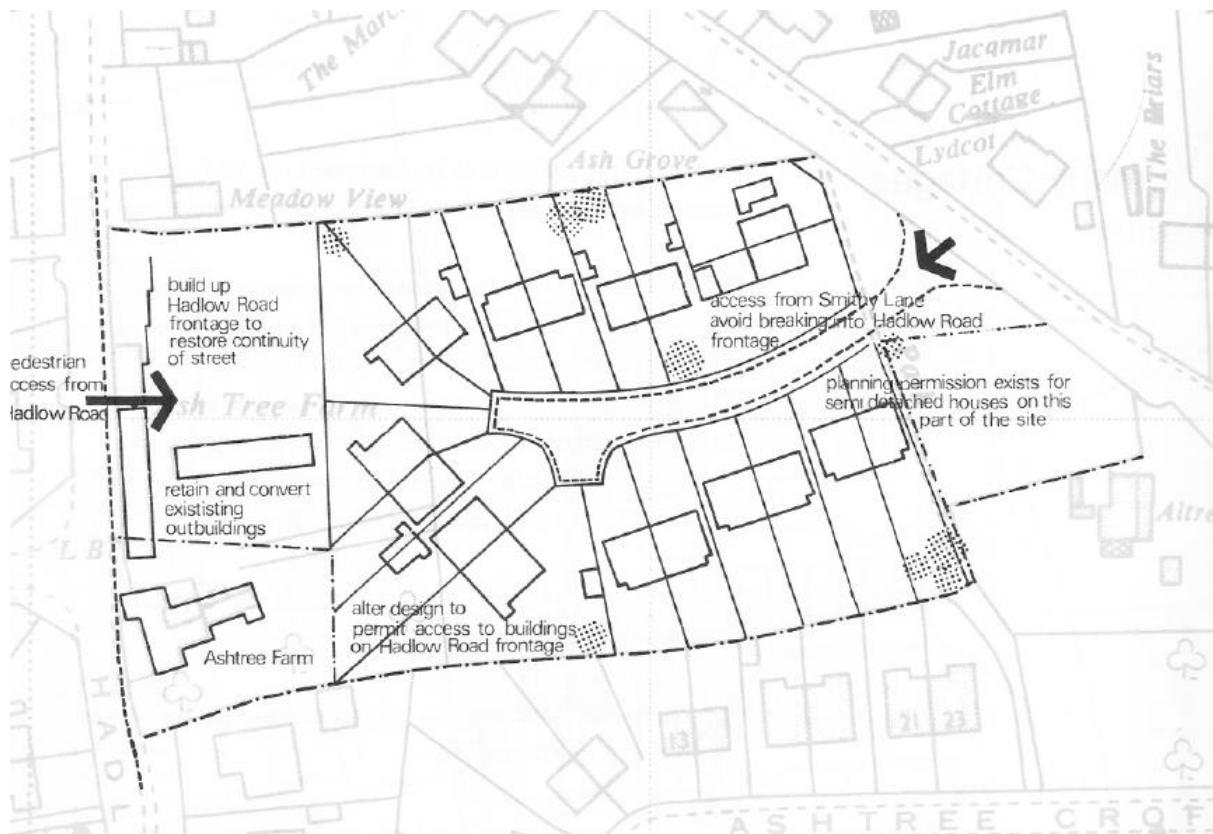 The Marc
Jacqmar
Elm
Cottage
Lydcot
The Briars
Ash Grove
Meadow View
build up
Hadlow Road
frontage to
restore continuity
of street
access from Smithy Lane
avoid breaking into Hadlow Road
frontage
edestrian
ccess from
Hadlow Road
sh Tree Farm
planning permission exists for
semi detached houses on this
part of the site
retain and convert
exististing
outbuildings
L B
Altre
alter design to
permit access to buildings
on Hadlow Road frontage
Ashtree Farm
H A D L
13
21 23
ASHTREE CROF